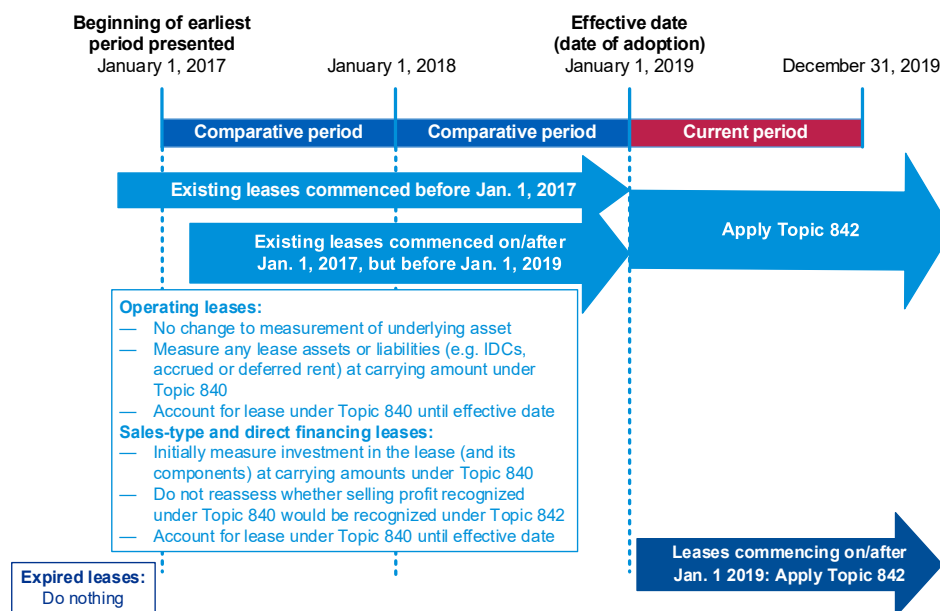 Beginning of earliest
period presented
January 1, 2017
January 1, 2018
Effective date
(date of adoption)
January 1, 2019
December 31, 2019
Comparative period
Comparative period
Current period
Existing leases commenced before Jan. 1, 2017
Existing leases commenced on/after
Jan. 1, 2017, but before Jan. 1, 2019
Apply Topic 842
Operating leases:
— No change to measurement of underlying asset
— Measure any lease assets or liabilities (e.g. IDCs,
accrued or deferred rent) at carrying amount under
Topic 840
— Account for lease under Topic 840 until effective date
Sales-type and direct financing leases:
— Initially measure investment in the lease (and its
components) at carrying amounts under Topic 840
— Do not reassess whether selling profit recognized
under Topic 840 would be recognized under Topic 842
— Account for lease under Topic 840 until effective date
Leases commencing on/after
Jan. 1 2019: Apply Topic 842
Expired leases:
Do nothing